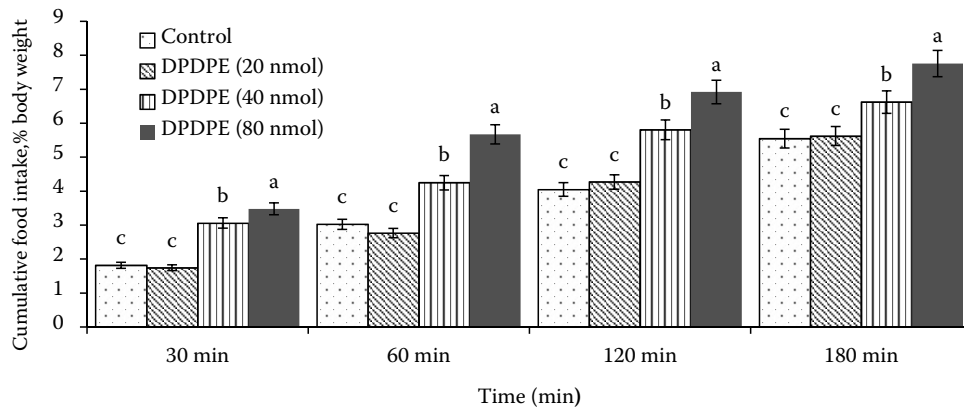 Cumulative food intake,% body weight
9
8
7
6
5
4
3
2
1
0
Control
DPDPE (20 nmol)
DPDPE (40 nmol)
DPDPE (80 nmol)
c c b a
c c b a
c c b a
c c b a
30 min 60 min 120 min 180 min
Time (min)